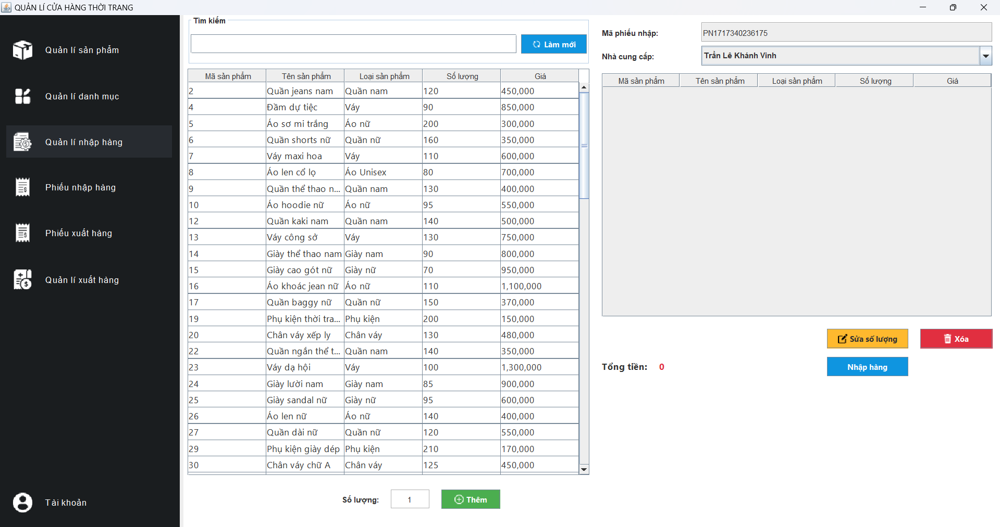 QUẢN LÍ CỬA HÀNG THỜI TRANG
Quản lí sản phẩm
Quản lí danh mục
Quản lí nhập hàng
Phiếu nhập hàng
Phiếu xuất hàng
Quản lí xuất hàng
Tài khoản
Tìm kiếm
Làm mới
Mã sản phẩm Tên sản phẩm Loại sản phẩm Số lượng Giá
2 Quần jeans nam Quần nam 120 450,000
4 Đầm dự tiệc Váy 90 850,000
5 Áo sơ mi trắng Áo nữ 200 300,000
6 Quần shorts nữ Quần nữ 160 350,000
7 Váy maxi hoa Váy 110 600,000
8 Áo len cổ lọ Áo Unisex 80 700,000
9 Quần thể thao n... Quần nam 130 400,000
10 Áo hoodie nữ Áo nữ 95 550,000
12 Quần kaki nam Quần nam 140 500,000
13 Váy công sở Váy 130 750,000
14 Giày thể thao nam Giày nam 90 800,000
15 Giày cao gót nữ Giày nữ 70 950,000
16 Áo khoác jean nữ Áo nữ 110 1,100,000
17 Quần baggy nữ Quần nữ 150 370,000
19 Phụ kiện thời tra... Phụ kiện 200 150,000
20 Chân váy xếp ly Chân váy 130 480,000
22 Quần ngắn thể t... Quần nam 140 350,000
23 Váy dạ hội Váy 100 1,300,000
24 Giày lười nam Giày nam 85 900,000
25 Giày sandal nữ Giày nữ 95 600,000
26 Áo len nữ Áo nữ 140 400,000
27 Quần dài nữ Quần nữ 120 550,000
29 Phụ kiện giày dép Phụ kiện 210 170,000
30 Chân váy chữ A Chân váy 125 450,000
Số lượng: 1 Thêm
Mã phiếu nhập: PN1717340236175
Nhà cung cấp: Trần Lê Khánh Vinh
Mã sản phẩm Tên sản phẩm Loại sản phẩm Số lượng Giá
Sửa số lượng Xóa
Tổng tiền: 0 Nhập hàng